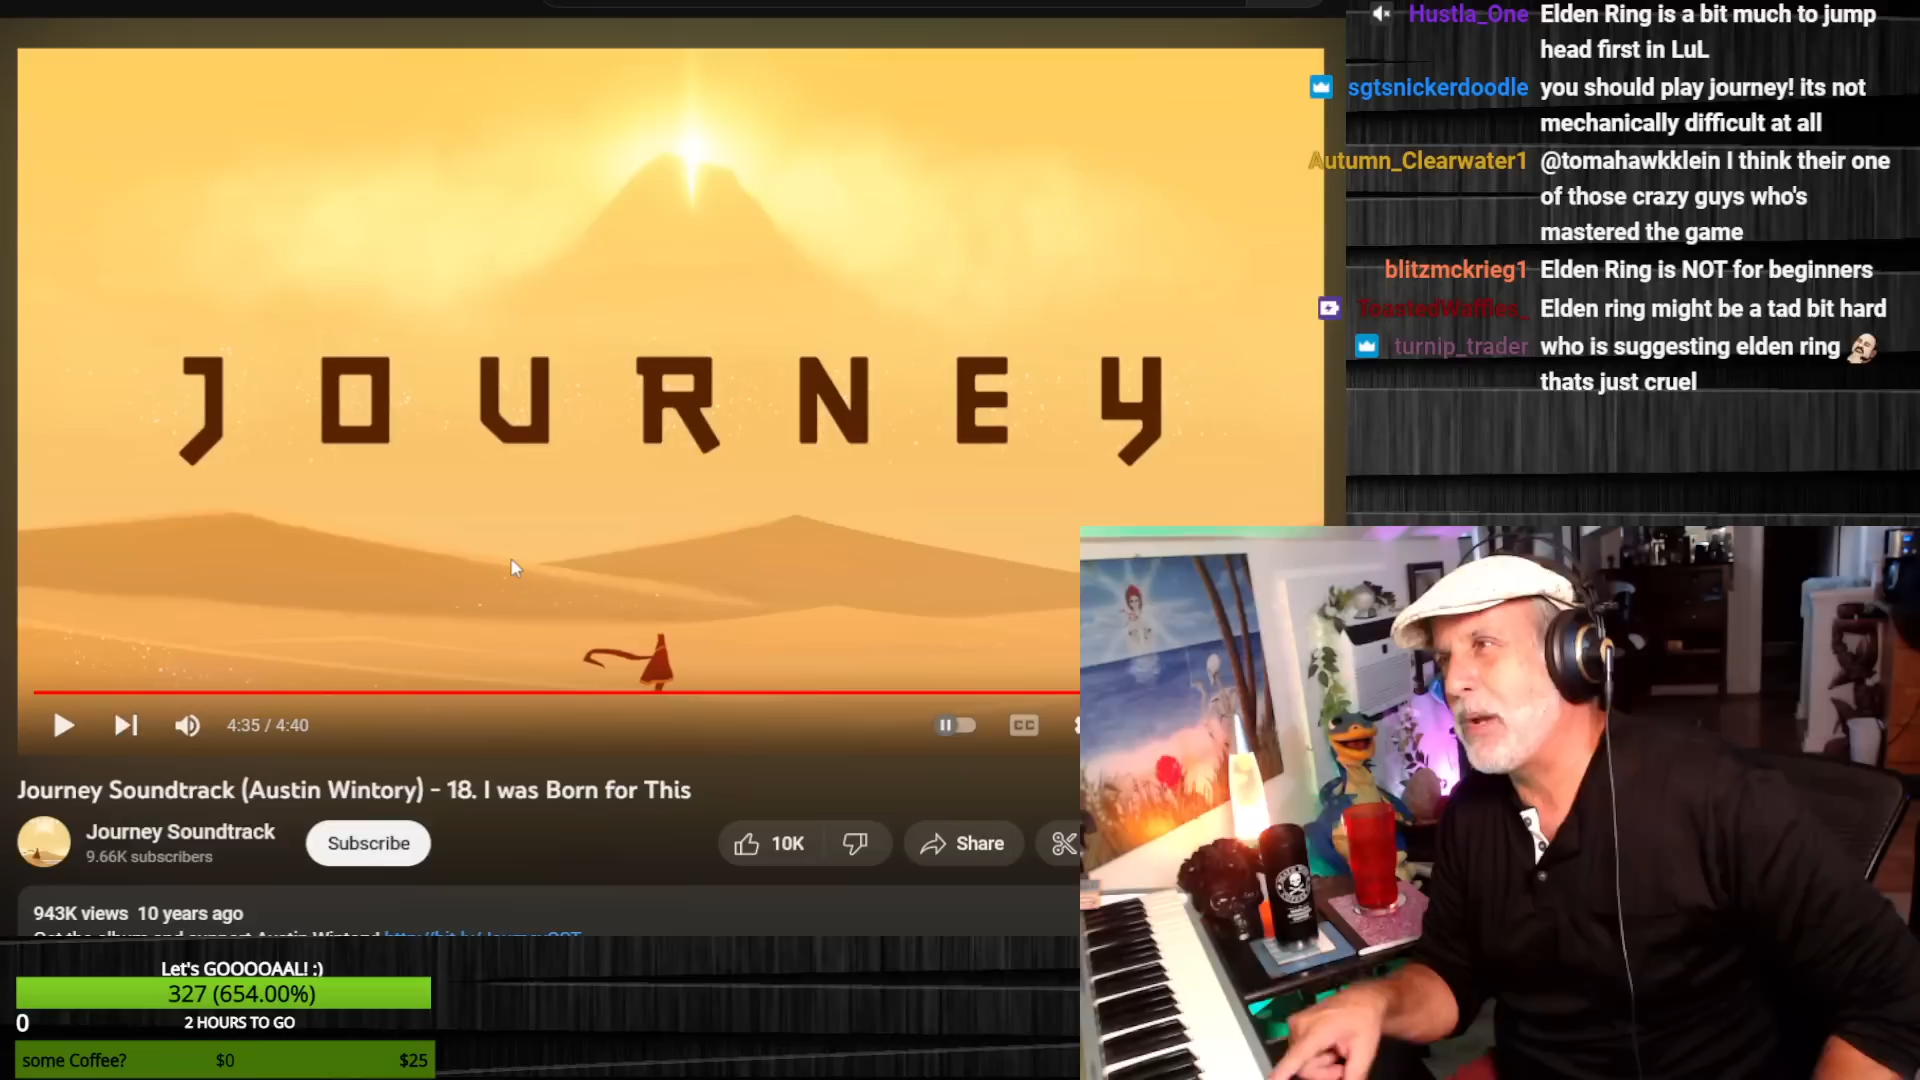 JOURNEY
4:35 / 4:40
CC
Journey Soundtrack (Austin Wintory) - 18. I was Born for This
Journey Soundtrack
9.66K subscribers
Subscribe
10K
Share
943K views 10 years ago
Let's GOOOOAAL! :)
327 (654.00%)
0
2 HOURS TO GO
some Coffee? $0 $25
Hustla_One Elden Ring is a bit much to jump
head first in LuL
sgtsnickerdoodle you should play journey! its not
mechanically difficult at all
Autumn_Clearwater1 @tomahawkklein I think their one
of those crazy guys who's
mastered the game
blitzmckrieg1 Elden Ring is NOT for beginners
ToastedWaffles_ Elden ring might be a tad bit hard
turnip_trader who is suggesting elden ring
thats just cruel